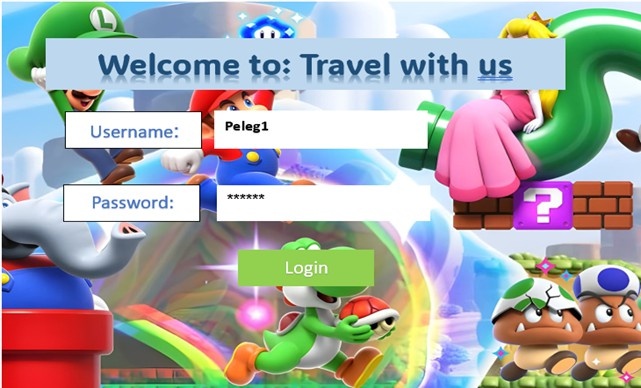 L
Welcome to: Travel with us
Username:
Peleg1
Password:
******
?
Login